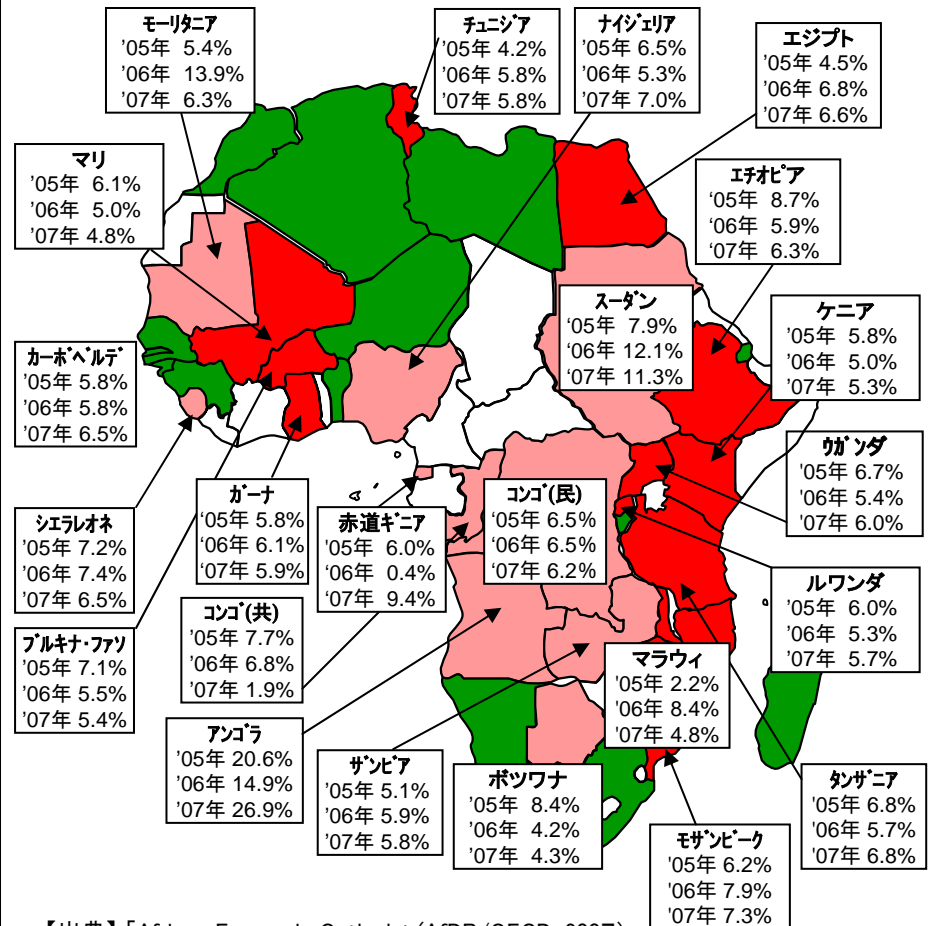 モーリタニア
'05年 5.4%
'06年 13.9%
'07年 6.3%
チュニジア
'05年 4.2%
'06年 5.8%
'07年 5.8%
ナイジェリア
'05年 6.5%
'06年 5.3%
'07年 7.0%
エジプト
'05年 4.5%
'06年 6.8%
'07年 6.6%
マリ
'05年 6.1%
'06年 5.0%
'07年 4.8%
エチオピア
‘05年 8.7%
‘06年 5.9%
‘07年 6.3%
スーダン
‘05年 7.9%
‘06年 12.1%
‘07年 11.3%
ケニア
'05年 5.8%
'06年 5.0%
'07年 5.3%
カーボベルデ
'05年 5.8%
'06年 5.8%
'07年 6.5%
ウガンダ
'05年 6.7%
'06年 5.4%
'07年 6.0%
シエラレオネ
'05年 7.2%
'06年 7.4%
'07年 6.5%
ガーナ
'05年 5.8%
'06年 6.1%
'07年 5.9%
赤道ギニア
'05年 6.0%
'06年 0.4%
'07年 9.4%
コンゴ(民)
'05年 6.5%
'06年 6.5%
'07年 6.2%
ルワンダ
'05年 6.0%
'06年 5.3%
'07年 5.7%
ブルキナ・ファソ
'05年 7.1%
'06年 5.5%
'07年 5.4%
コンゴ(共)
'05年 7.7%
'06年 6.8%
'07年 1.9%
マラウィ
'05年 2.2%
'06年 8.4%
'07年 4.8%
アンゴラ
'05年 20.6%
'06年 14.9%
'07年 26.9%
ザンビア
'05年 5.1%
'06年 5.9%
'07年 5.8%
ボツワナ
'05年 8.4%
'06年 4.2%
'07年 4.3%
タンザニア
'05年 6.8%
'06年 5.7%
'07年 6.8%
モザンビーク
'05年 6.2%
'06年 7.9%
'07年 7.3%
【出典】「African Economic Outlook」(AfDB/OECD 2007)